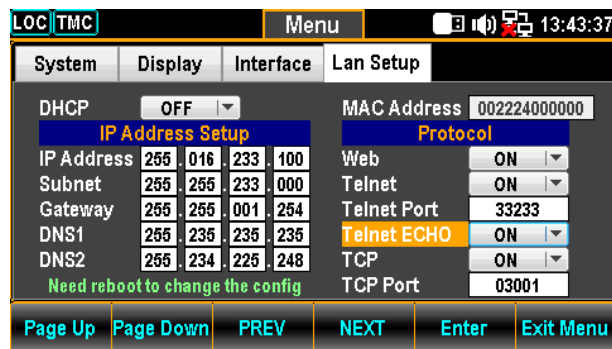 LOC TMC Menu 13:43:37
System Display Interface Lan Setup
DHCP OFF MAC Address 002224000000
IP Address Setup Protocol
IP Address 255 . 016 . 233 . 100 Web ON
Subnet 255 . 255 . 233 . 000 Telnet ON
Gateway 255 . 255 . 001 . 254 Telnet Port 33233
DNS1 255 . 235 . 235 . 235 Telnet ECHO ON
DNS2 255 . 234 . 225 . 248 TCP ON
Need reboot to change the config TCP Port 03001
Page Up Page Down PREV NEXT Enter Exit Menu